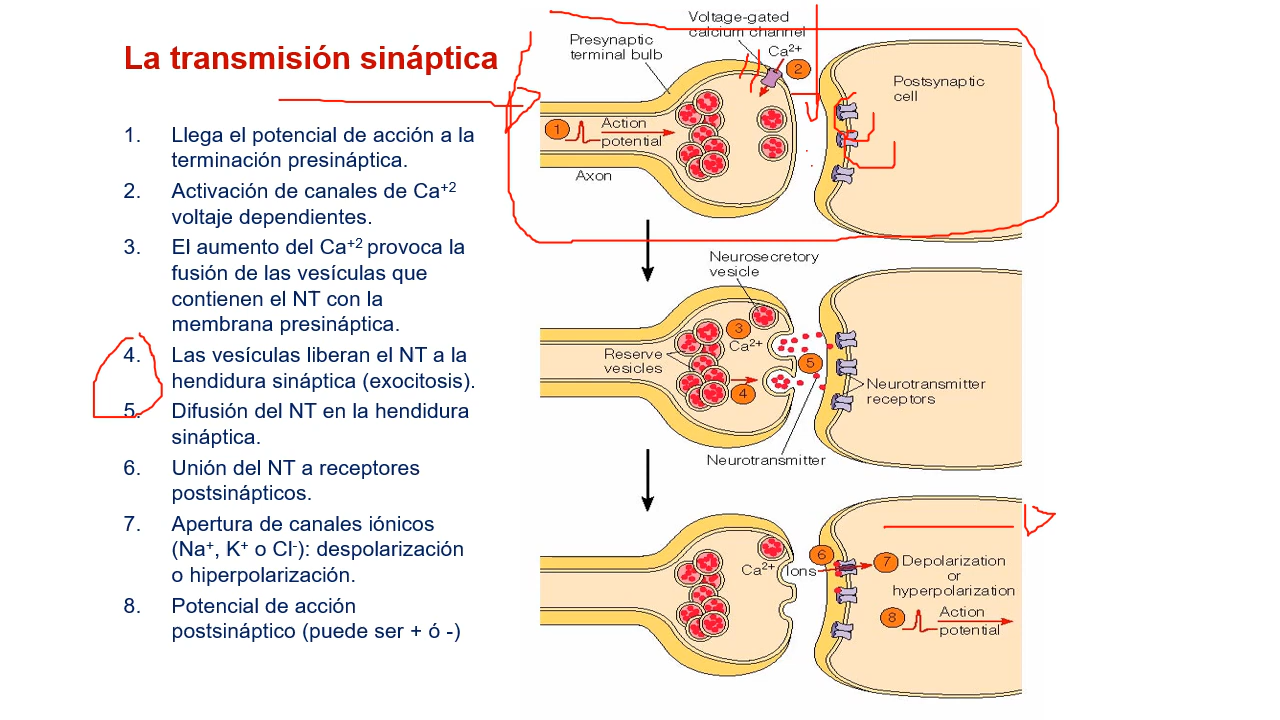 La transmisión sináptica
1. Llega el potencial de acción a la
terminación presináptica.
2. Activación de canales de Ca+2
voltaje dependientes.
3. El aumento del Ca+2 provoca la
fusión de las vesículas que
contienen el NT con la
membrana presináptica.
4. Las vesículas liberan el NT a la
hendidura sináptica (exocitosis).
5. Difusión del NT en la hendidura
sináptica.
6. Unión del NT a receptores
postsinápticos.
7. Apertura de canales iónicos
(Na+, K+ o Cl-): despolarización
o hiperpolarización.
8. Potencial de acción
postsináptico (puede ser + ó -)
Voltage-gated
calcium channel
Presynaptic
terminal bulb
Ca2+
2
Postsynaptic
cell
1
Action
potential
Axon
Neurosecretory
vesicle
3
Ca2+
Reserve
vesicles
4
5
Neurotransmitter
receptors
Neurotransmitter
6
Ca2+
Ions
7
Depolarization
or
hyperpolarization
8
Action
potential